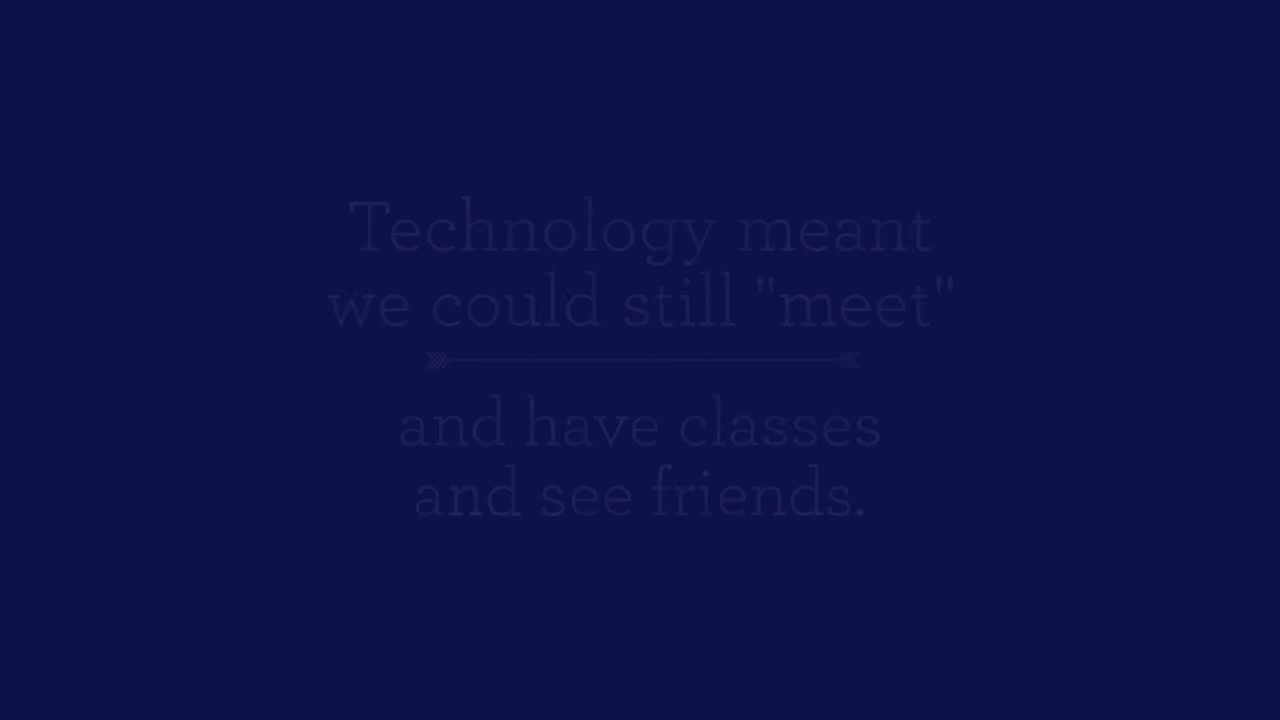 Technology meant
we could still "meet"
and have classes
and see friends.